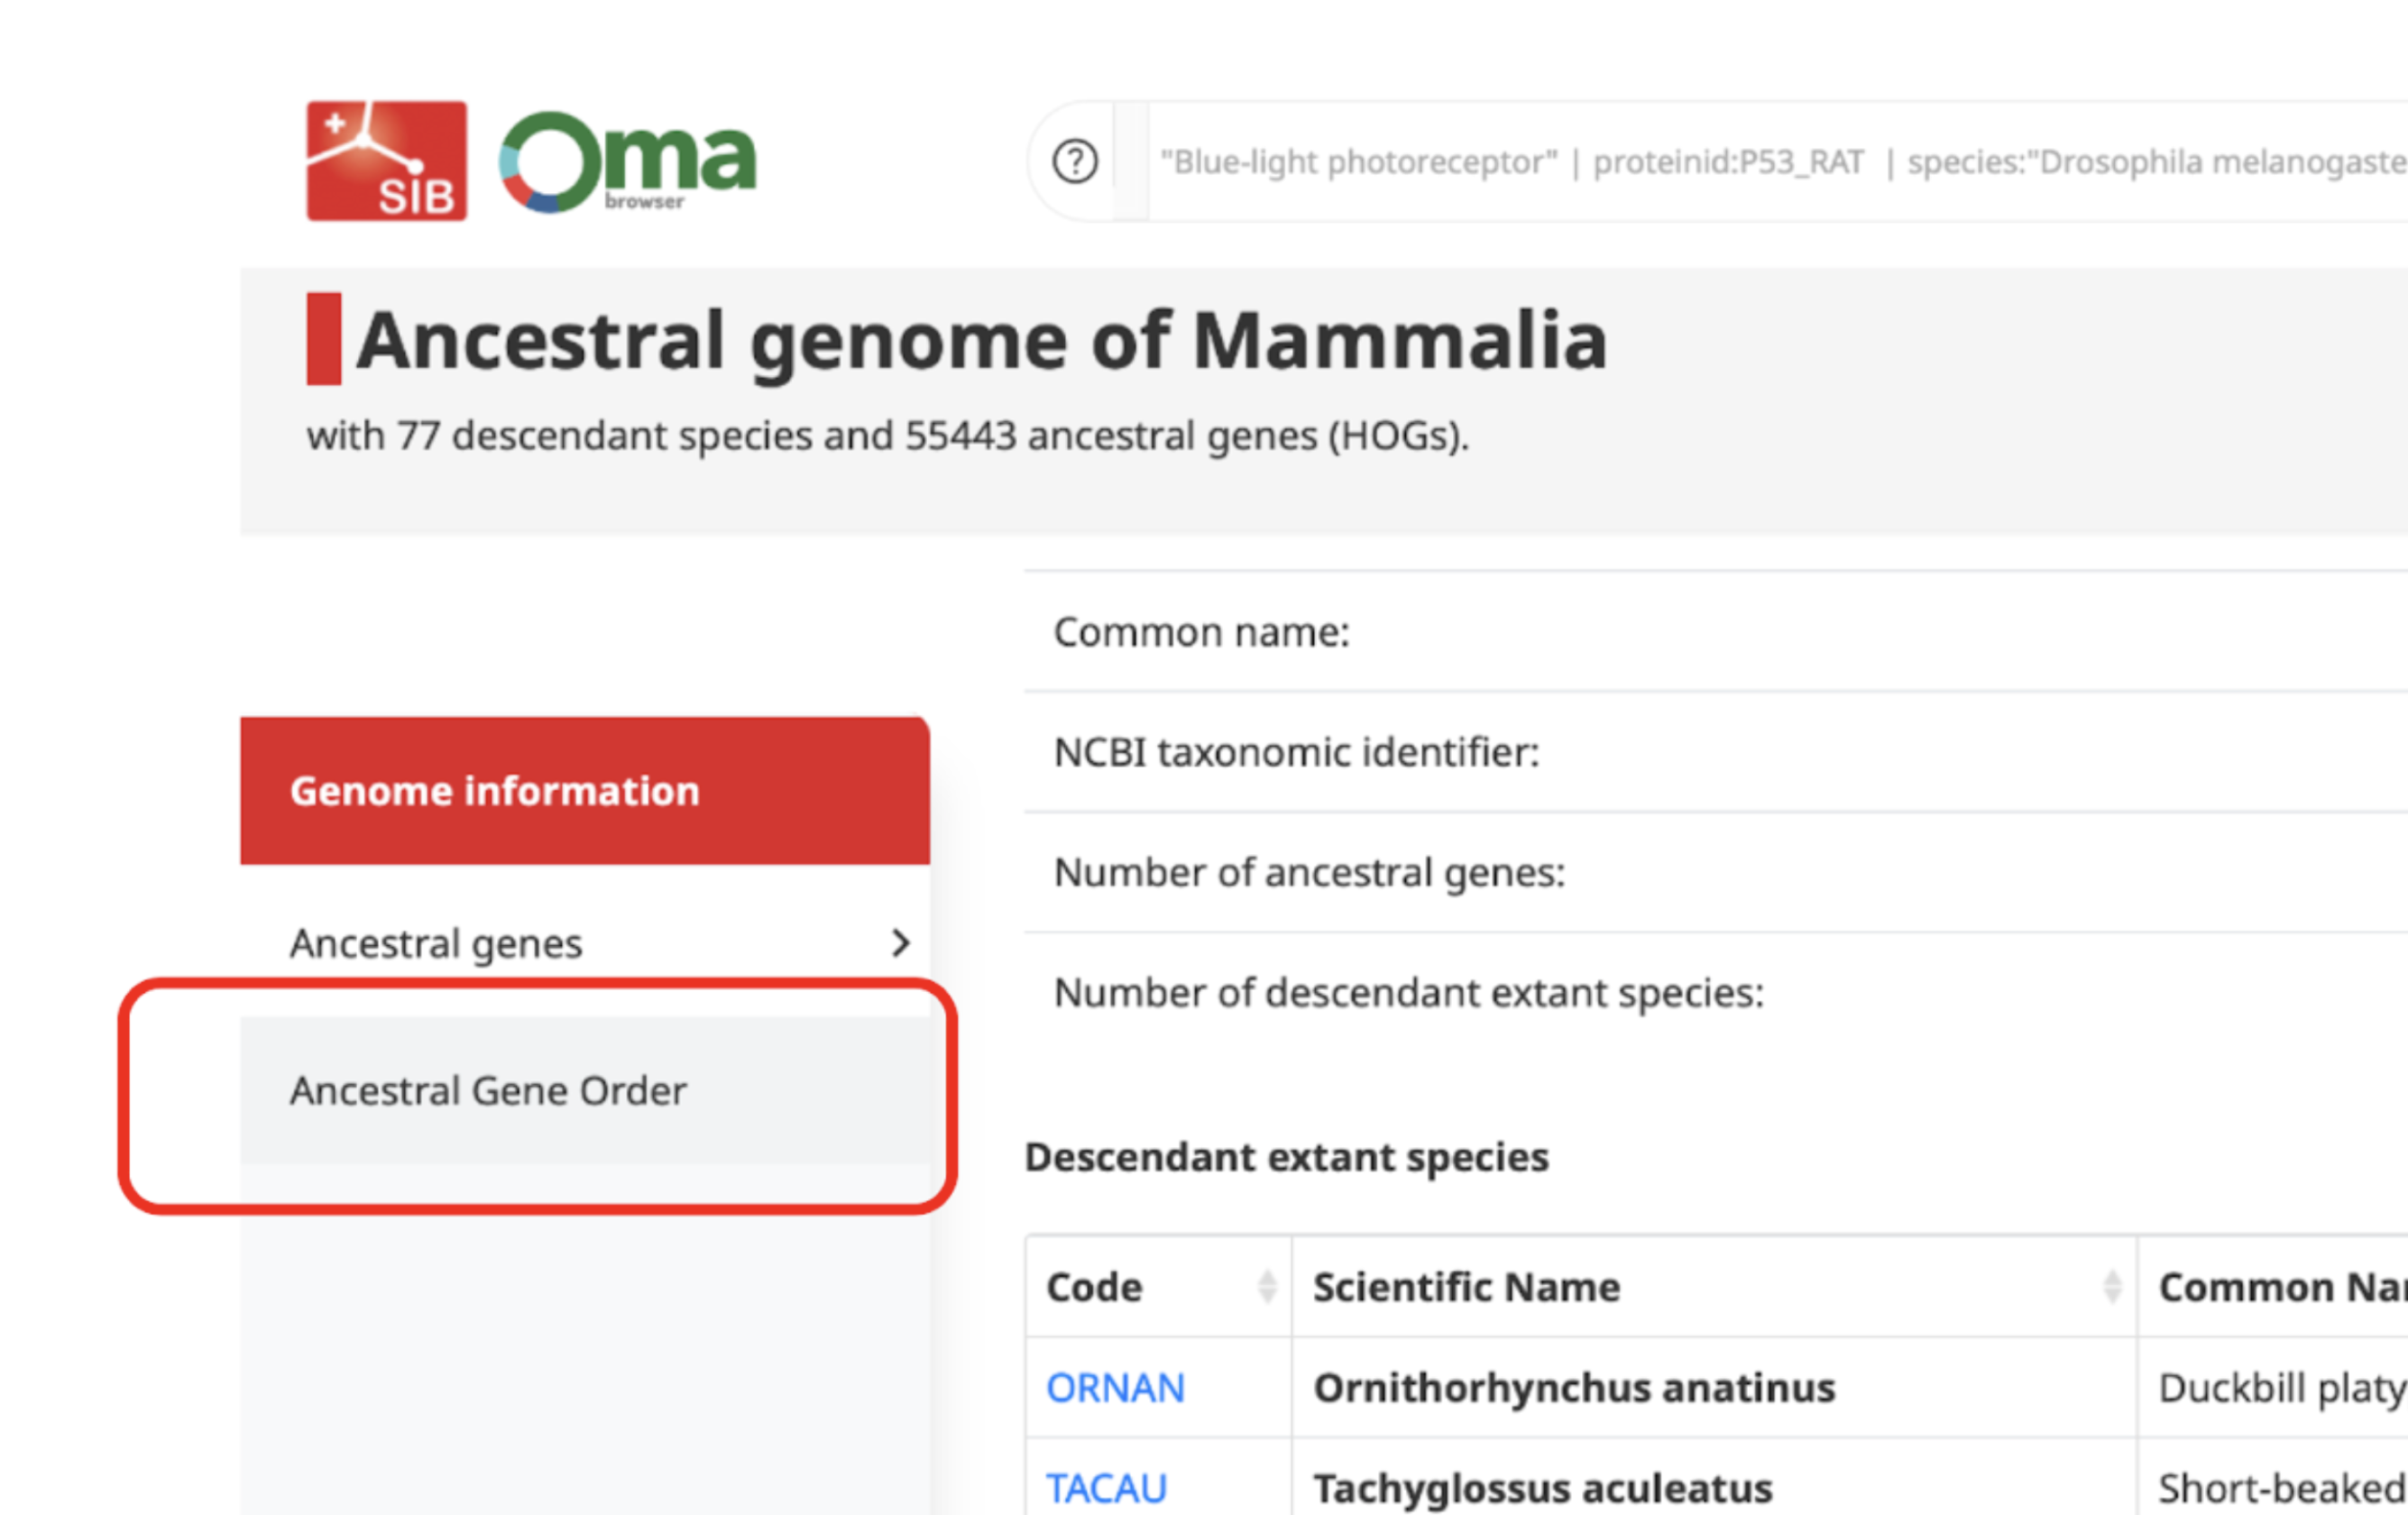 SIB
Oma
browser
"Blue-light photoreceptor" | proteinid:P53_RAT | species:"Drosophila
Ancestral genome of Mammalia
with 77 descendant species and 55443 ancestral genes (HOGs).
Common name:
NCBI taxonomic identifier:
Genome information
Number of ancestral genes:
Ancestral genes
Number of descendant extant species:
Ancestral Gene Order
Descendant extant species
Code Scientific Name Common
ORNAN Ornithorhynchus anatinus Duckbill
TACAU Tachyglossus aculeatus Short-beaked